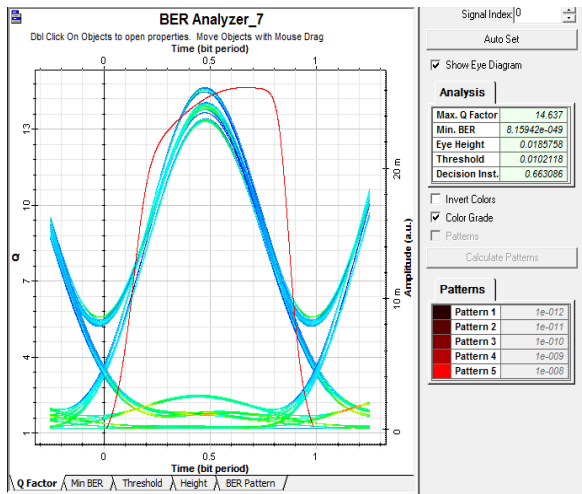 BER Analyzer_7
Dbl Click On Objects to open properties. Move Objects with Mouse Drag
Time (bit period)
0 0.5 1
13
10
7
4
1
Q
20 m
10 m
0
Amplitude (a.u.)
0 0.5 1
Time (bit period)
Q Factor Min BER Threshold Height BER Pattern
Signal Index: 0
Auto Set
Show Eye Diagram
Analysis
Max. Q Factor 14.637
Min. BER 8.15942e-049
Eye Height 0.0185758
Threshold 0.0102118
Decision Inst. 0.663086
Invert Colors
Color Grade
Patterns
Calculate Patterns
Patterns
Pattern 1 1e-012
Pattern 2 1e-011
Pattern 3 1e-010
Pattern 4 1e-009
Pattern 5 1e-008